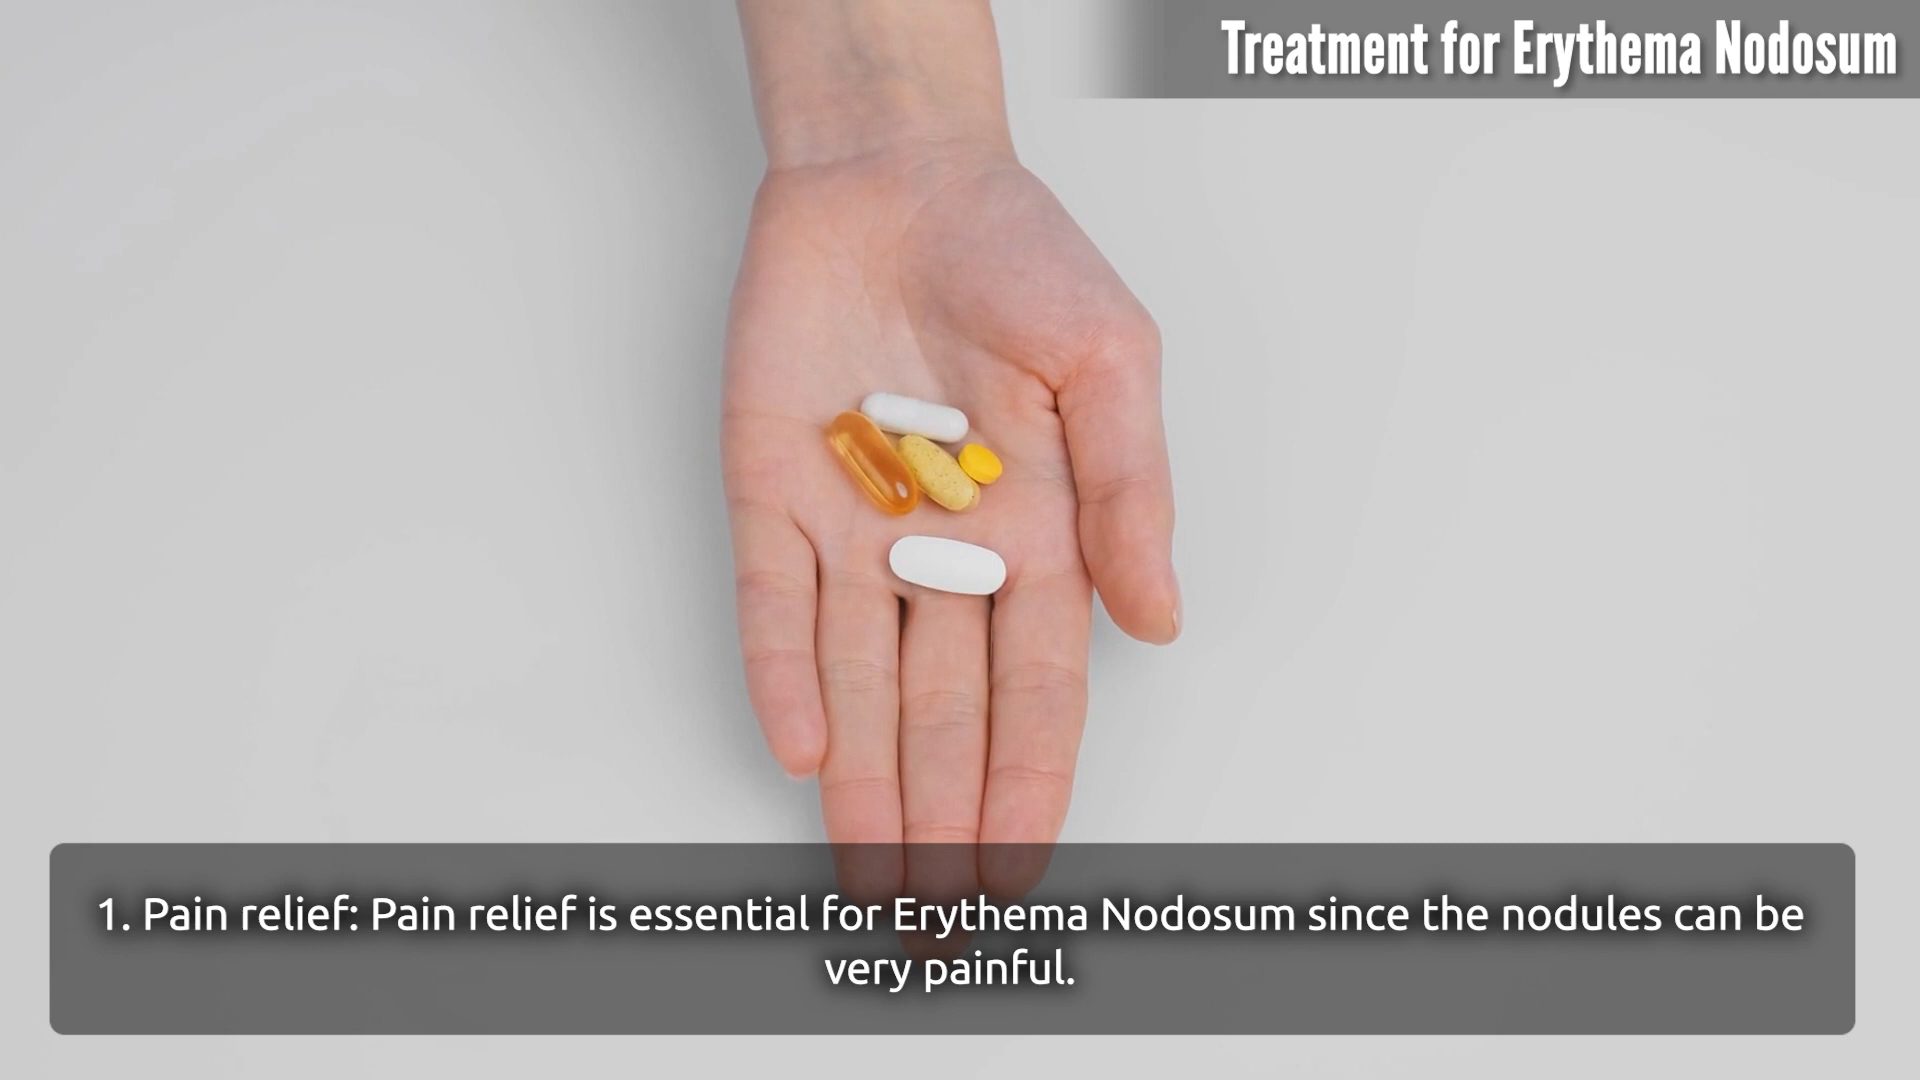 Treatment for Erythema Nodosum
1. Pain relief: Pain relief is essential for Erythema Nodosum since the nodules can be
very painful.